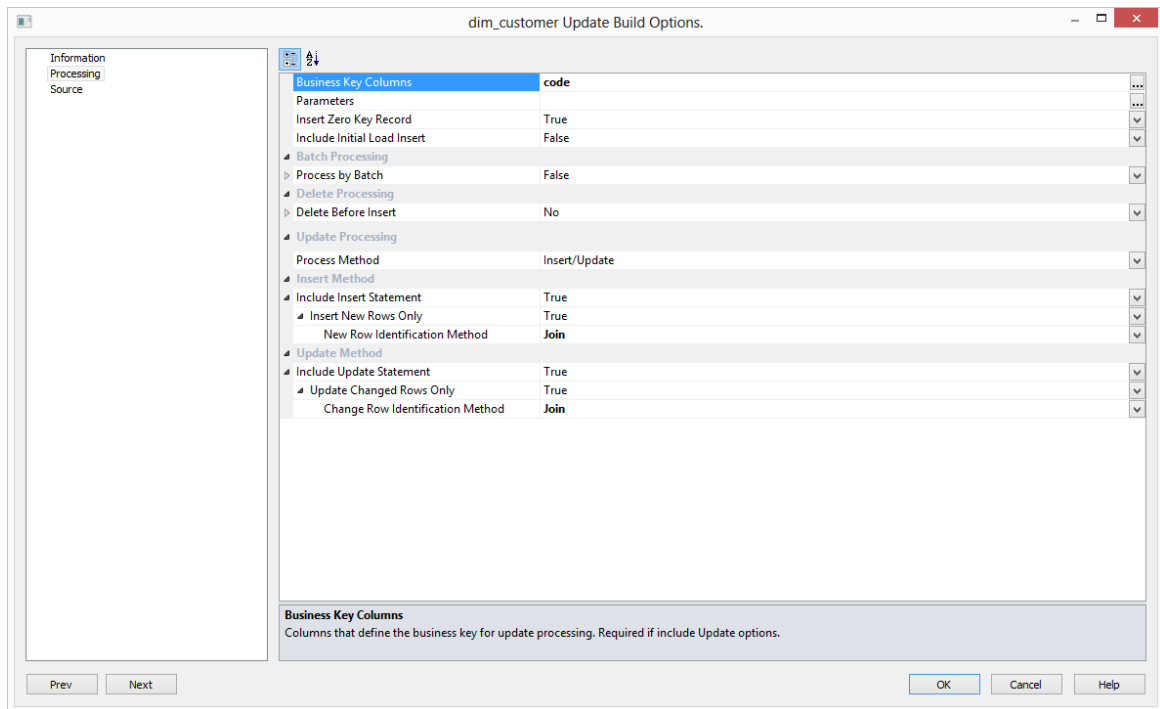 dim_customer Update Build Options.
Information
Processing
Source
Business Key Columns code ...
Parameters ...
Insert Zero Key Record True
Include Initial Load Insert False
Batch Processing
Process by Batch False
Delete Processing
Delete Before Insert No
Update Processing
Process Method Insert/Update
Insert Method
Include Insert Statement True
Insert New Rows Only True
New Row Identification Method Join
Update Method
Include Update Statement True
Update Changed Rows Only True
Change Row Identification Method Join
Business Key Columns
Columns that define the business key for update processing. Required if include Update options.
Prev Next OK Cancel Help